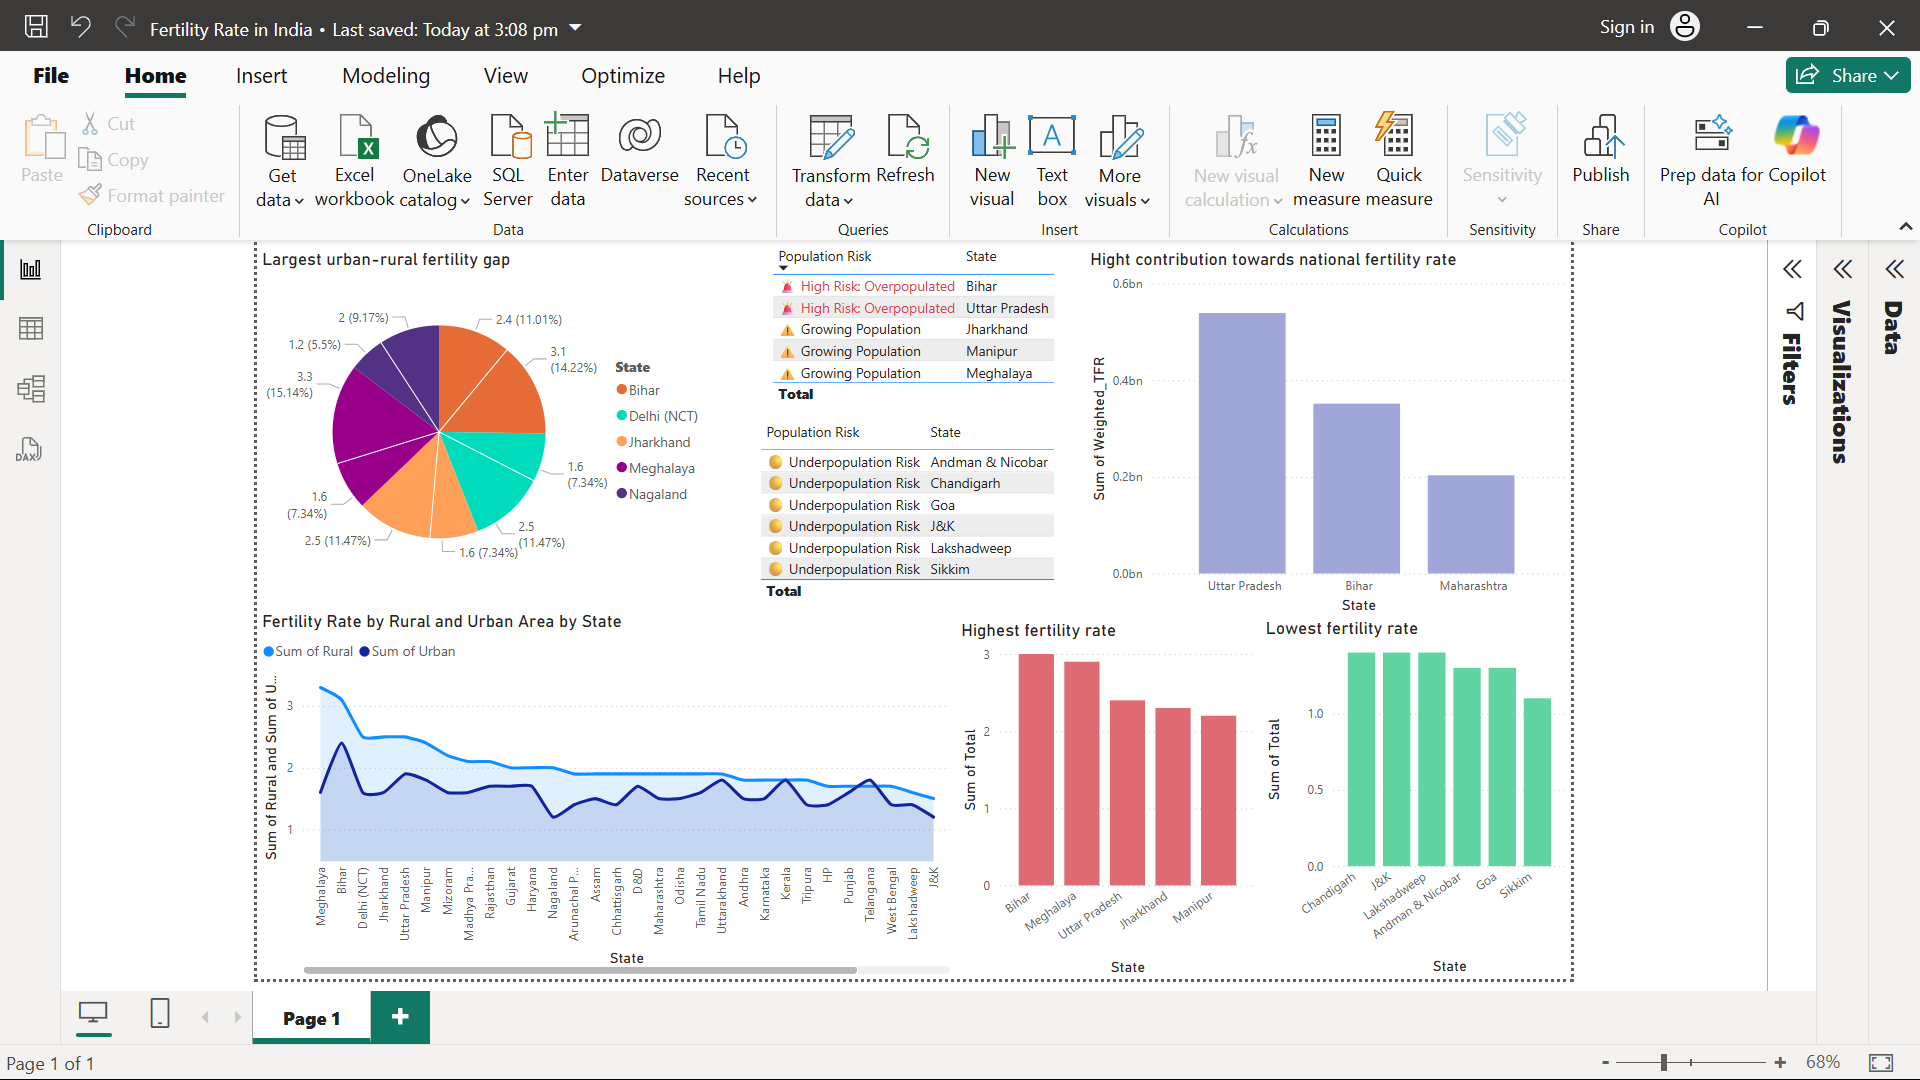 Fertility Rate in India • Last saved: Today at 3:08 pm
Sign in
File Home Insert Modeling View Optimize Help
Share
Paste
Cut
Copy
Format painter
Clipboard
Get data
Excel workbook
OneLake catalog
SQL Server
Enter data
Dataverse
Recent sources
Data
Transform data
Refresh
Queries
New visual
Text box
More visuals
Insert
New visual calculation
New measure
Quick measure
Calculations
Sensitivity
Sensitivity
Publish
Share
Prep data for AI
Copilot
Copilot
DAX
Largest urban-rural fertility gap
2 (9.17%)
2.4 (11.01%)
1.2 (5.5%)
3.1 (14.22%)
3.3 (15.14%)
1.6 (7.34%)
1.6 (7.34%)
2.5 (11.47%)
2.5 (11.47%)
1.6 (7.34%)
State
Bihar
Delhi (NCT)
Jharkhand
Meghalaya
Nagaland
Population Risk State
High Risk: Overpopulated Bihar
High Risk: Overpopulated Uttar Pradesh
Growing Population Jharkhand
Growing Population Manipur
Growing Population Meghalaya
Total
Population Risk State
Underpopulation Risk Andman & Nicobar
Underpopulation Risk Chandigarh
Underpopulation Risk Goa
Underpopulation Risk J&K
Underpopulation Risk Lakshadweep
Underpopulation Risk Sikkim
Total
Hight contribution towards national fertility rate
Sum of Weighted_TFR
0.6bn
0.4bn
0.2bn
0.0bn
Uttar Pradesh Bihar Maharashtra
State
Fertility Rate by Rural and Urban Area by State
Sum of Rural Sum of Urban
Sum of Rural and Sum of U...
3
2
1
Meghalaya
Bihar
Delhi (NCT)
Jharkhand
Uttar Pradesh
Manipur
Mizoram
Madhya Pra...
Rajasthan
Gujarat
Haryana
Nagaland
Arunachal P...
Assam
Chhattisgarh
D&D
Maharashtra
Odisha
Tamil Nadu
Uttarakhand
Andhra
Karnataka
Kerala
Tripura
HP
Punjab
Telangana
West Bengal
Lakshadweep
J&K
State
Highest fertility rate
Sum of Total
3
2
1
0
Bihar
Meghalaya
Uttar Pradesh
Jharkhand
Manipur
State
Lowest fertility rate
Sum of Total
1.0
0.5
0.0
Chandigarh
J&K
Lakshadweep
Andman & Nicobar
Goa
Sikkim
State
Filters
Visualizations
Data
Page 1
Page 1 of 1
68%